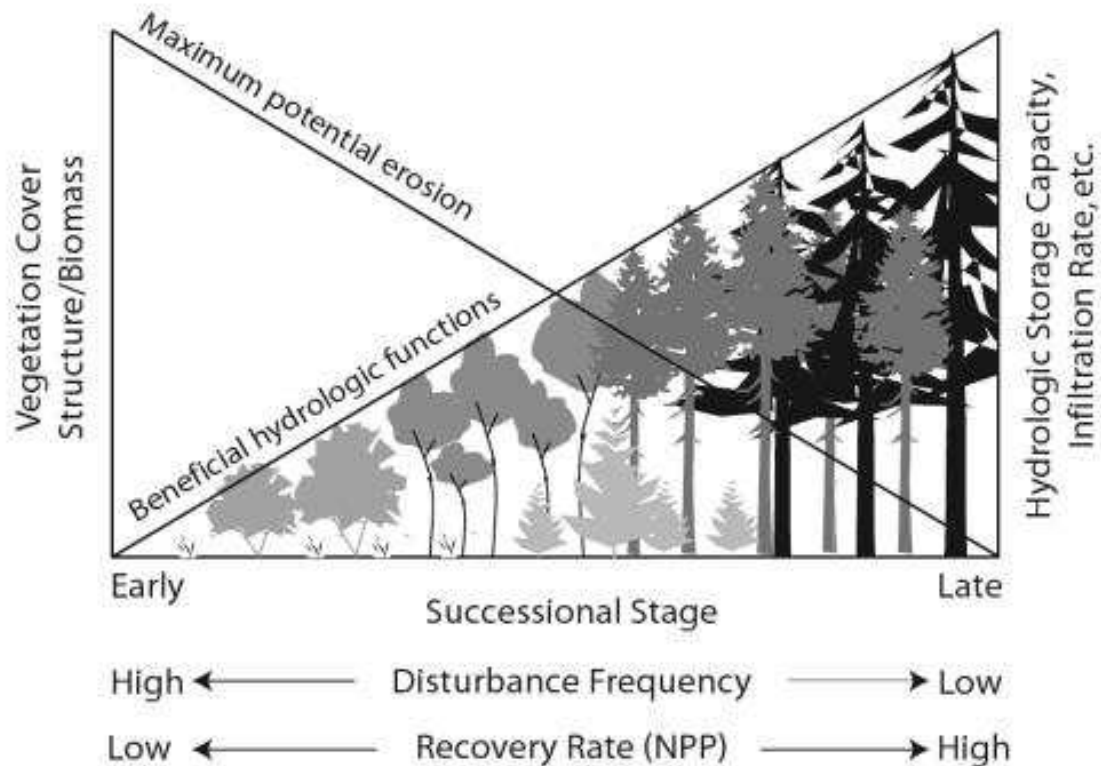 Maximum potential erosion
Beneficial hydrologic functions
Vegetation Cover
Structure/Biomass
Hydrologic Storage Capacity,
Infiltration Rate, etc.
Early
Late
Successional Stage
High
Disturbance Frequency
Low
Low
Recovery Rate (NPP)
High